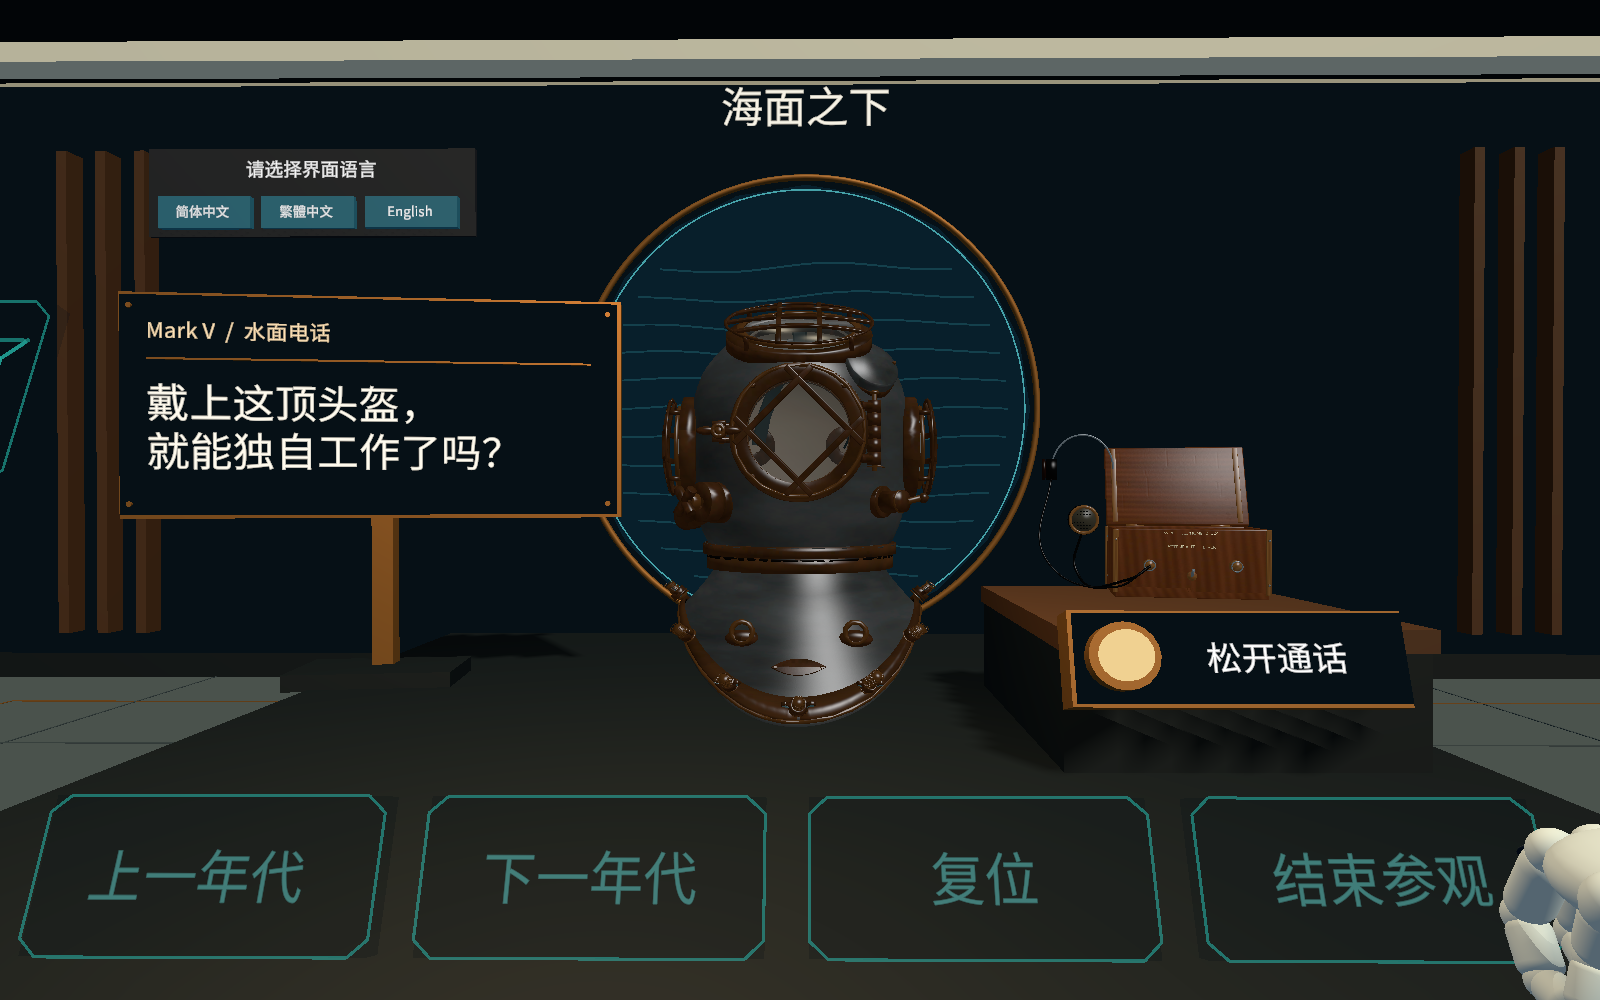 海面之下
请选择界面语言
简体中文
繁體中文
English
Mark V / 水面电话
戴上这顶头盔，
就能独自工作了吗？
松开通话
上一年代
下一年代
复位
结束参观